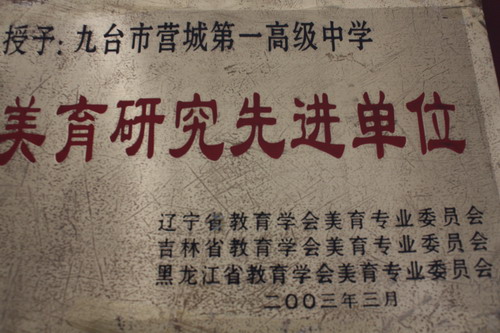 授予：九台市营城第一高级中学
美育研究先进单位
辽宁省教育学会美育专业委员会
吉林省教育学会美育专业委员会
黑龙江省教育学会美育专业委员会
二〇〇三年三月